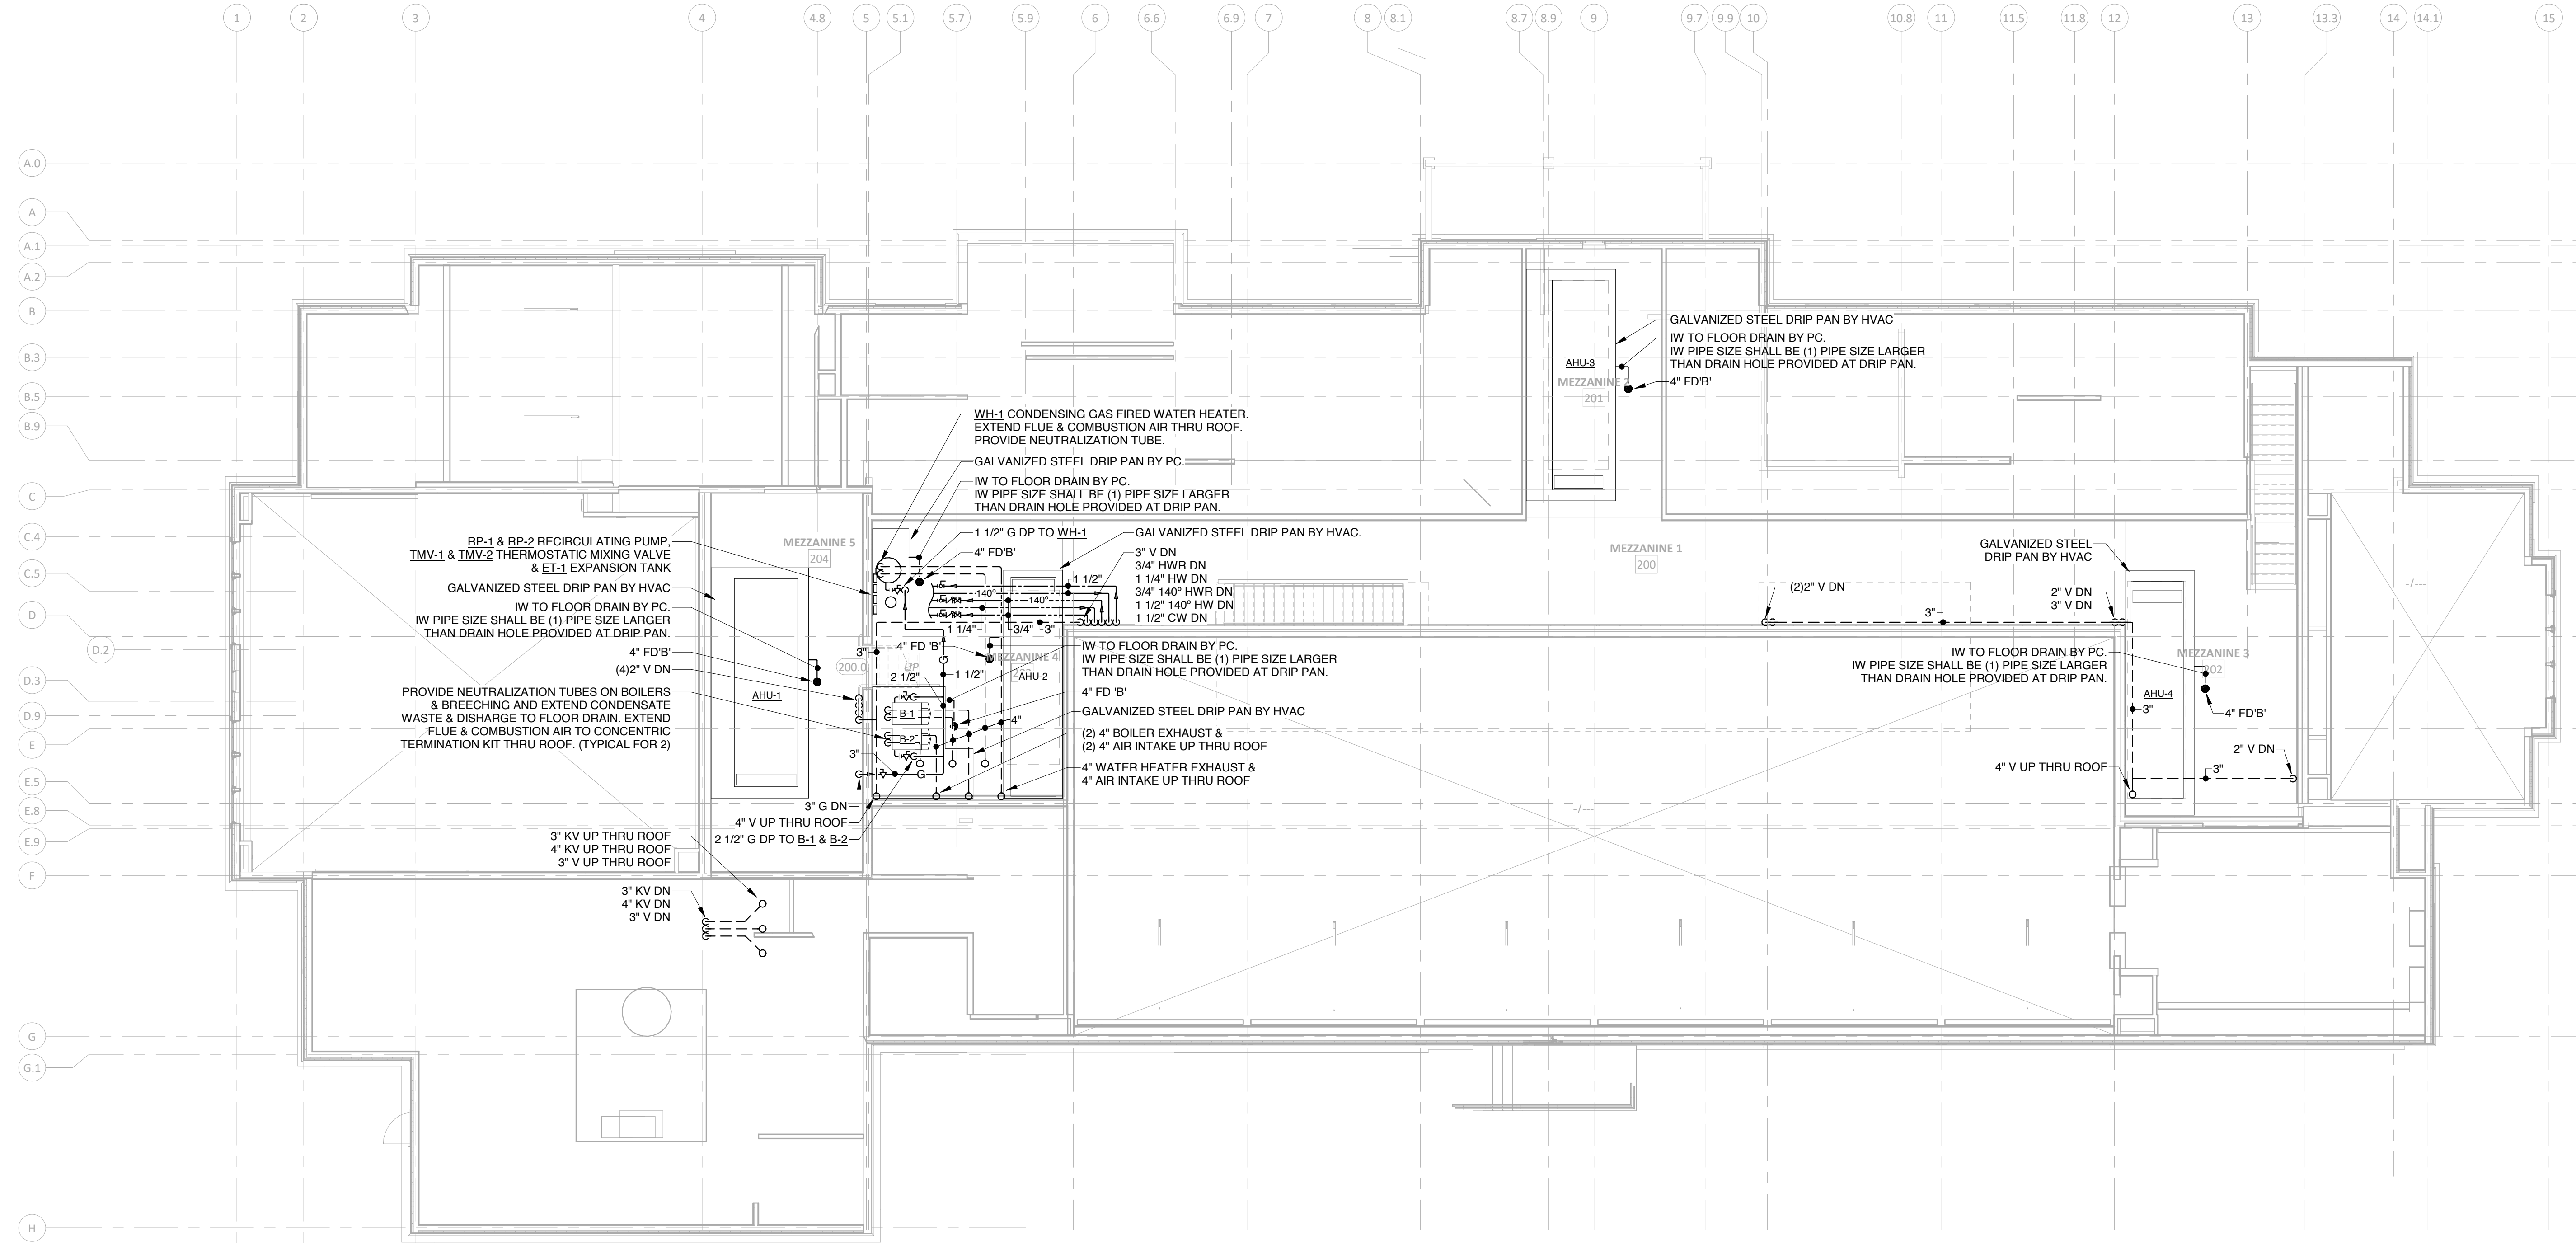 1
2
3
4
4.8
5
5.1
5.7
5.9
6
6.6
6.9
7
8
8.1
8.7
8.9
9
9.7
9.9
10
10.8
11
11.5
11.8
12
13
13.3
14
14.1
15
A.0
A
A.1
A.2
B
B.3
B.5
B.9
C
C.4
C.5
D
D.2
D.3
D.9
E
E.5
E.8
E.9
F
G
G.1
H
GALVANIZED STEEL DRIP PAN BY HVAC
IW TO FLOOR DRAIN BY PC.
IW PIPE SIZE SHALL BE (1) PIPE SIZE LARGER
THAN DRAIN HOLE PROVIDED AT DRIP PAN.
4" FD'B'
AHU-3
MEZZANINE 2
201
WH-1 CONDENSING GAS FIRED WATER HEATER.
EXTEND FLUE & COMBUSTION AIR THRU ROOF.
PROVIDE NEUTRALIZATION TUBE.
GALVANIZED STEEL DRIP PAN BY PC.
IW TO FLOOR DRAIN BY PC.
IW PIPE SIZE SHALL BE (1) PIPE SIZE LARGER
THAN DRAIN HOLE PROVIDED AT DRIP PAN.
1 1/2" G DP TO WH-1
4" FD'B'
GALVANIZED STEEL DRIP PAN BY HVAC.
3" V DN
3/4" HWR DN
1 1/4" HW DN
3/4" 140° HWR DN
1 1/2" 140° HW DN
1 1/2" CW DN
1 1/2"
140°
140°
1 1/4"
3/4"
3"
MEZZANINE 5
204
RP-1 & RP-2 RECIRCULATING PUMP,
TMV-1 & TMV-2 THERMOSTATIC MIXING VALVE
& ET-1 EXPANSION TANK
GALVANIZED STEEL DRIP PAN BY HVAC
IW TO FLOOR DRAIN BY PC.
IW PIPE SIZE SHALL BE (1) PIPE SIZE LARGER
THAN DRAIN HOLE PROVIDED AT DRIP PAN.
4" FD'B'
(4)2" V DN
PROVIDE NEUTRALIZATION TUBES ON BOILERS
& BREECHING AND EXTEND CONDENSATE
WASTE & DISHARGE TO FLOOR DRAIN. EXTEND
FLUE & COMBUSTION AIR TO CONCENTRIC
TERMINATION KIT THRU ROOF. (TYPICAL FOR 2)
AHU-1
3"
200.0
UP
4" FD 'B'
G
2 1/2"
1 1/2"
MEZZANINE 4
AHU-2
B-1
B-2
4"
3"
G
IW TO FLOOR DRAIN BY PC.
IW PIPE SIZE SHALL BE (1) PIPE SIZE LARGER
THAN DRAIN HOLE PROVIDED AT DRIP PAN.
4" FD 'B'
GALVANIZED STEEL DRIP PAN BY HVAC
(2) 4" BOILER EXHAUST &
(2) 4" AIR INTAKE UP THRU ROOF
4" WATER HEATER EXHAUST &
4" AIR INTAKE UP THRU ROOF
3" G DN
4" V UP THRU ROOF
2 1/2" G DP TO B-1 & B-2
3" KV UP THRU ROOF
4" KV UP THRU ROOF
3" V UP THRU ROOF
3" KV DN
4" KV DN
3" V DN
MEZZANINE 1
200
(2)2" V DN
3"
2" V DN
3" V DN
GALVANIZED STEEL
DRIP PAN BY HVAC
IW TO FLOOR DRAIN BY PC.
IW PIPE SIZE SHALL BE (1) PIPE SIZE LARGER
THAN DRAIN HOLE PROVIDED AT DRIP PAN.
MEZZANINE 3
202
AHU-4
3"
4" FD'B'
2" V DN
3"
4" V UP THRU ROOF
-/---
-/---